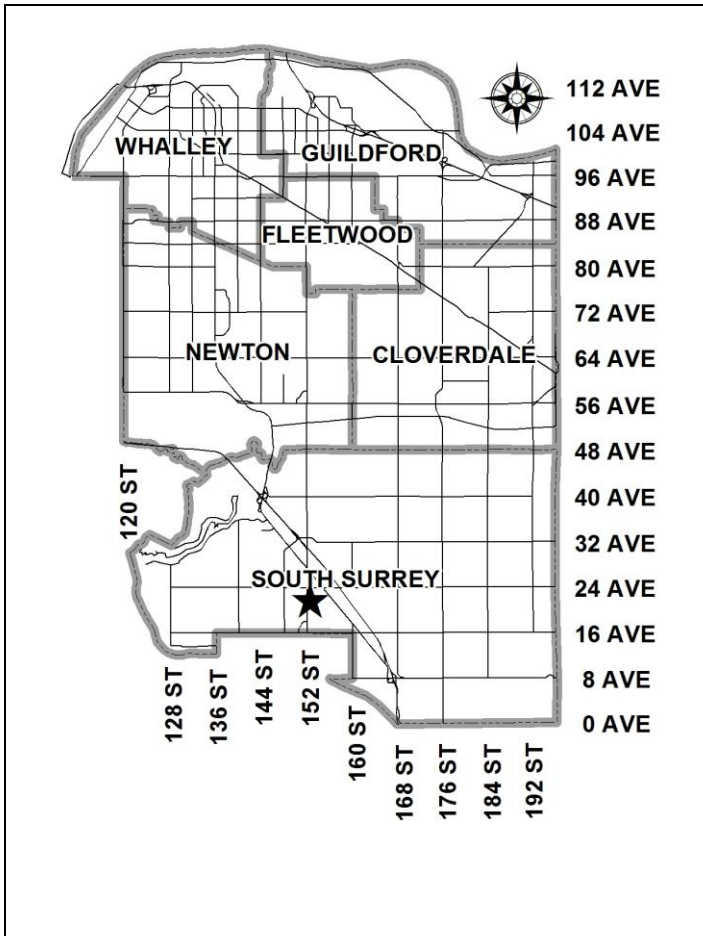 112 AVE
104 AVE
WHALLEY
GUILDFORD
96 AVE
88 AVE
FLEETWOOD
80 AVE
72 AVE
NEWTON
CLOVERDALE
64 AVE
56 AVE
48 AVE
120 ST
40 AVE
32 AVE
SOUTH SURREY
24 AVE
16 AVE
128 ST
136 ST
144 ST
152 ST
160 ST
168 ST
176 ST
184 ST
192 ST
8 AVE
0 AVE